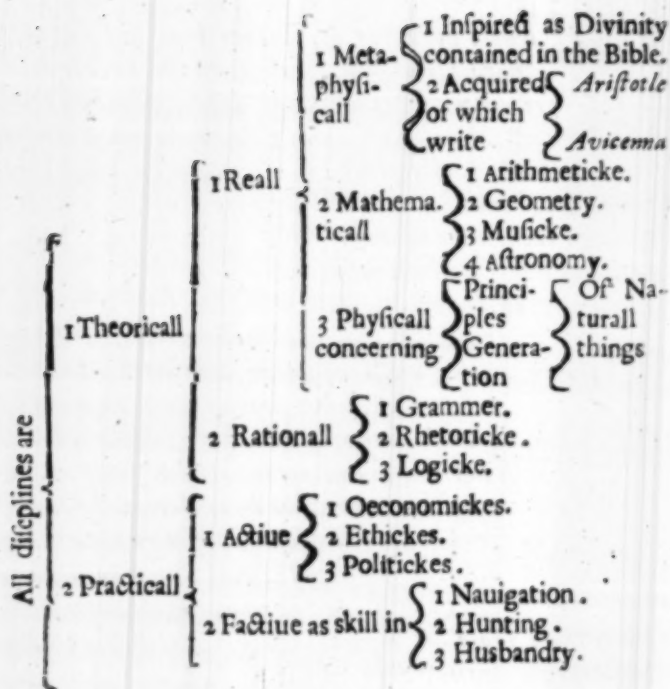 1 Inſpired as Divinity
contained in the Bible.
1 Meta-
phyſi-
call
2 Acquired
of which
write
Ariſtotle
Avicenna
1 Reall
2 Mathema.
ticall
1 Arithmeticke.
2 Geometry.
3 Muſicke.
4 Aſtronomy.
1 Theoricall
3 Phyſicall
concerning
Princi-
ples
Genera-
tion
Of Na-
turall
things
2 Rationall
1 Grammer.
2 Rhetoricke.
3 Logicke.
All diſcplines are
2 Practicall
1 Actiue
1 Oeconomickes.
2 Ethickes.
3 Politickes.
2 Factiue as skill in
1 Nauigation.
2 Hunting.
3 Husbandry.